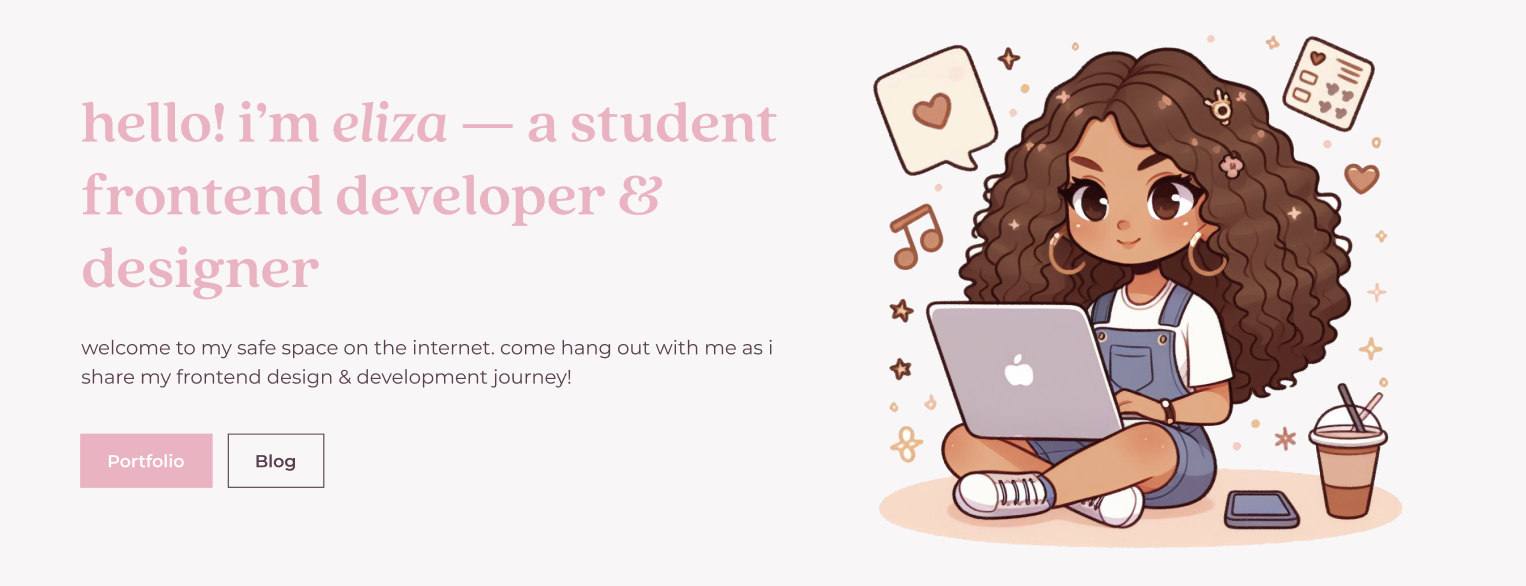 hello! i’m eliza — a student
frontend developer &
designer
welcome to my safe space on the internet. come hang out with me as i
share my frontend design & development journey!
Portfolio
Blog